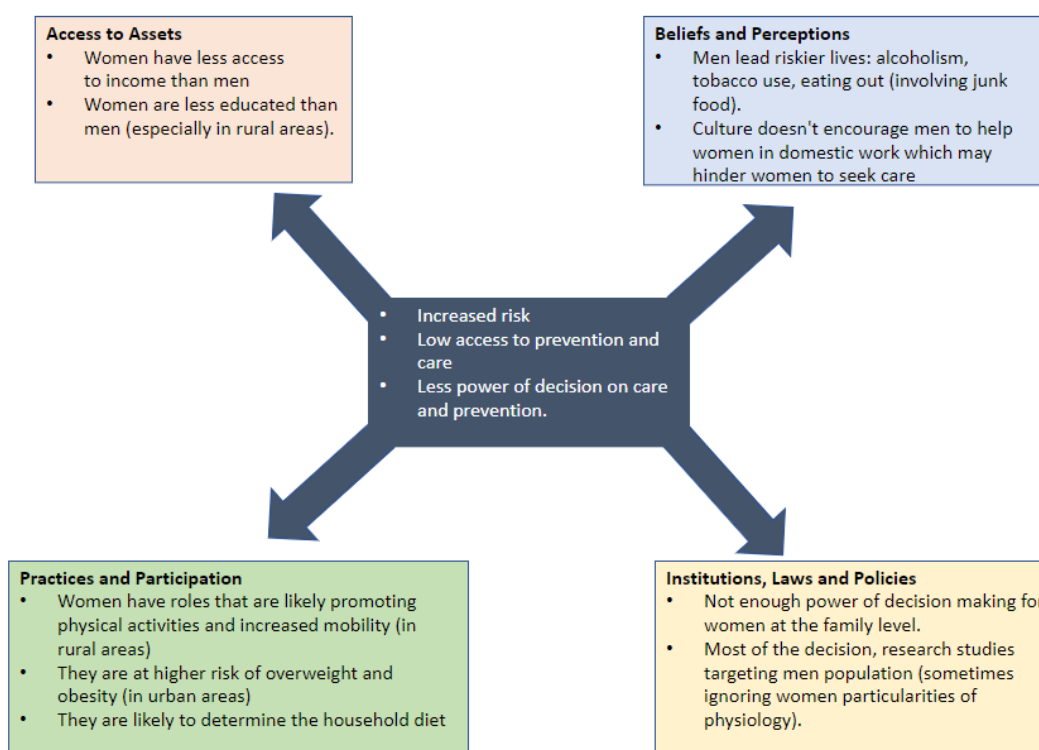 Access to Assets
• Women have less access
to income than men
• Women are less educated than
men (especially in rural areas).
Beliefs and Perceptions
• Men lead riskier lives: alcoholism,
tobacco use, eating out (involving junk
food).
• Culture doesn't encourage men to help
women in domestic work which may
hinder women to seek care
• Increased risk
• Low access to prevention and
care
• Less power of decision on care
and prevention.
Practices and Participation
• Women have roles that are likely promoting
physical activities and increased mobility (in
rural areas)
• They are at higher risk of overweight and
obesity (in urban areas)
• They are likely to determine the household diet
Institutions, Laws and Policies
• Not enough power of decision making for
women at the family level.
• Most of the decision, research studies
targeting men population (sometimes
ignoring women particularities of
physiology).